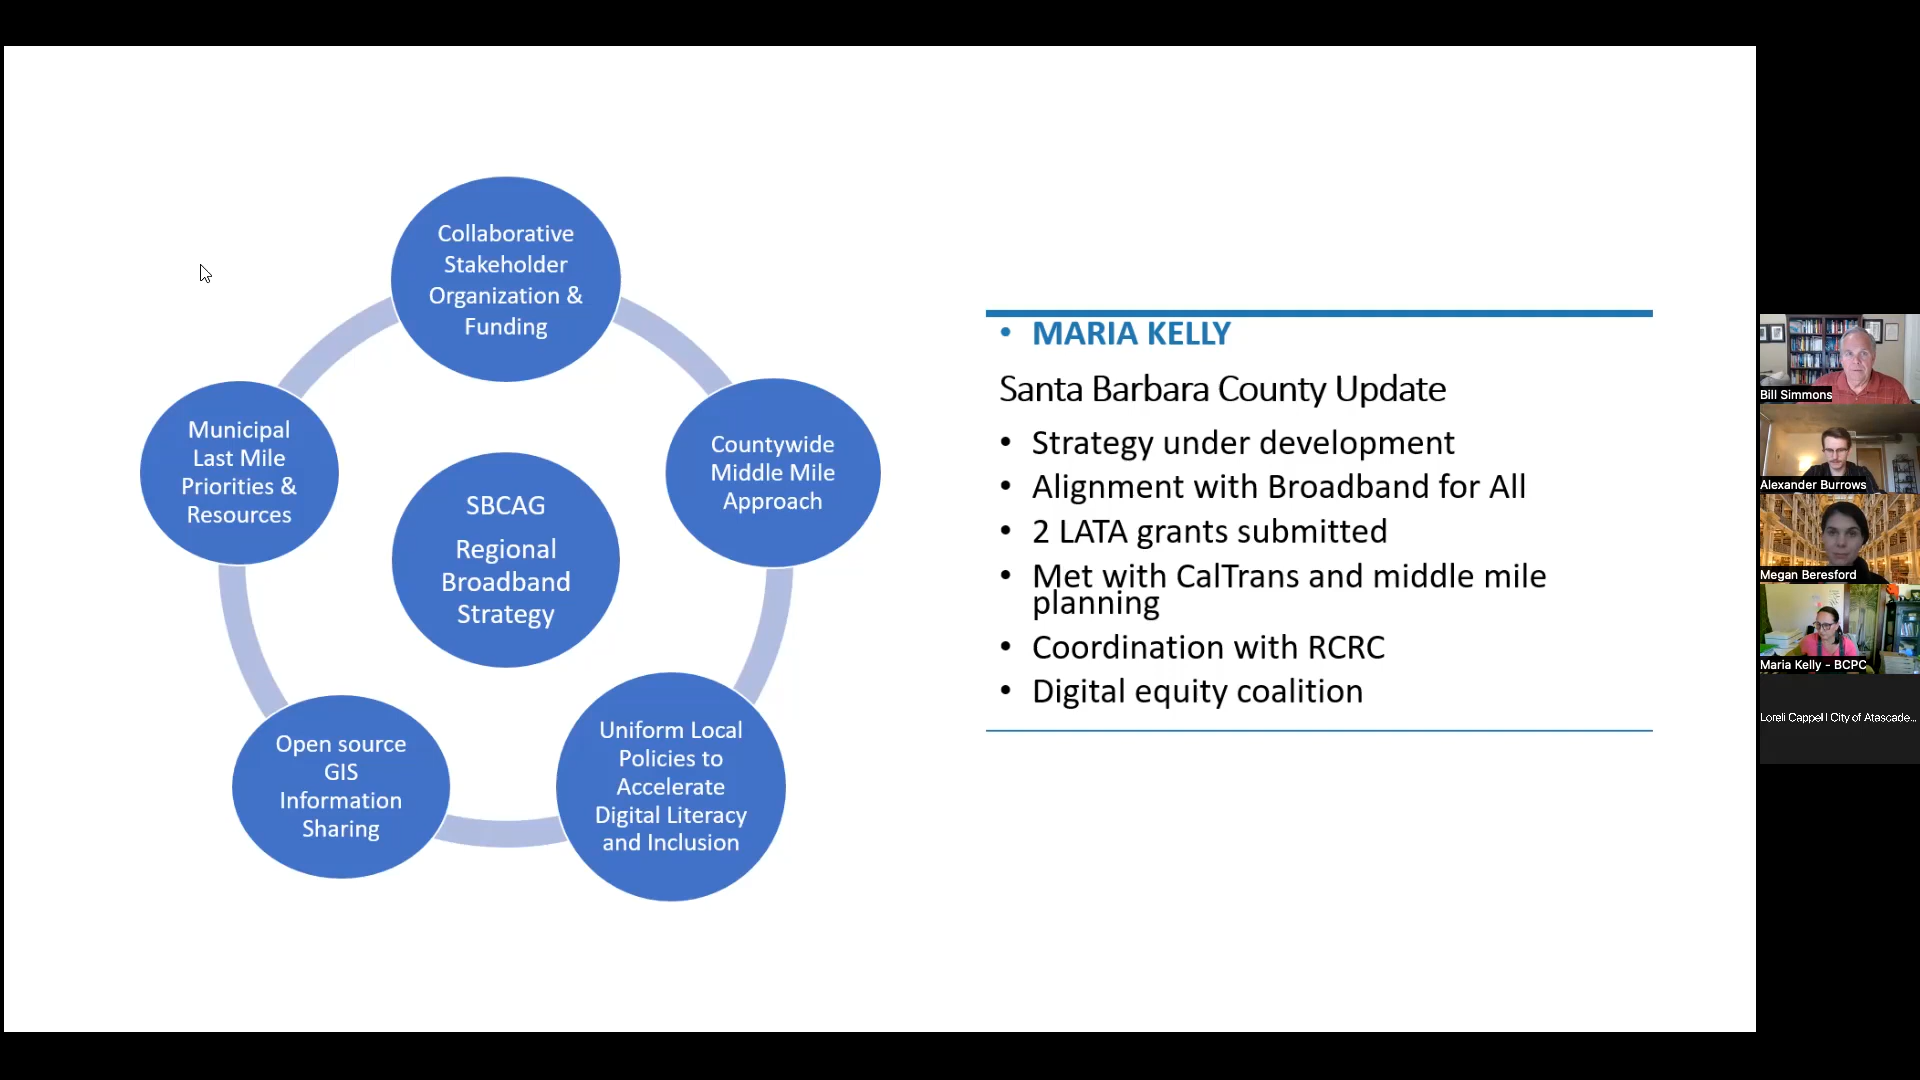 Collaborative
Stakeholder
Organization &
Funding
Municipal
Last Mile
Priorities &
Resources
Countywide
Middle Mile
Approach
SBCAG
Regional
Broadband
Strategy
Open source
GIS
Information
Sharing
Uniform Local
Policies to
Accelerate
Digital Literacy
and Inclusion
• MARIA KELLY
Santa Barbara County Update
• Strategy under development
• Alignment with Broadband for All
• 2 LATA grants submitted
• Met with CalTrans and middle mile
planning
• Coordination with RCRC
• Digital equity coalition
Bill Simmons
Alexander Burrows
Megan Beresford
Maria Kelly - BCPC
Loreli Cappel | City of Atascade...